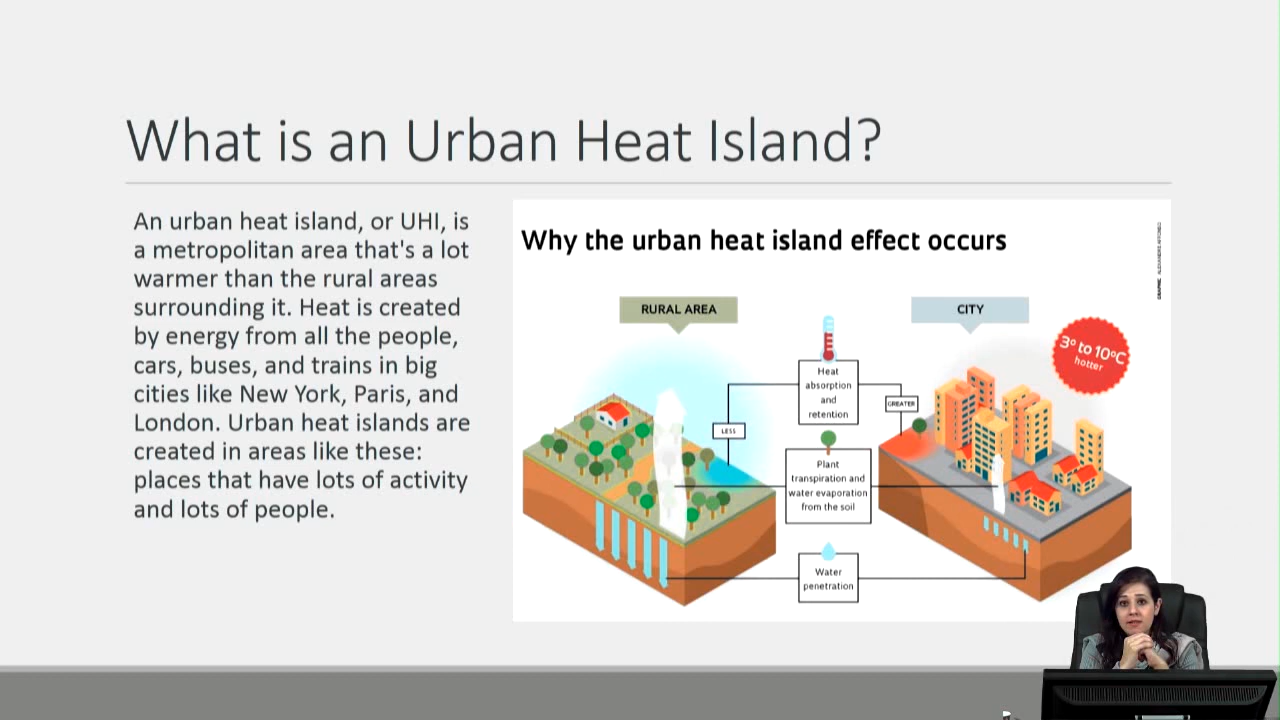 What is an Urban Heat Island?
An urban heat island, or UHI, is
a metropolitan area that's a lot
warmer than the rural areas
surrounding it. Heat is created
by energy from all the people,
cars, buses, and trains in big
cities like New York, Paris, and
London. Urban heat islands are
created in areas like these:
places that have lots of activity
and lots of people.
Why the urban heat island effect occurs
RURAL AREA
CITY
3° to 10°C
hotter
Heat
absorption
and
retention
LESS
GREATER
Plant
transpiration and
water evaporation
from the soil
Water
penetration